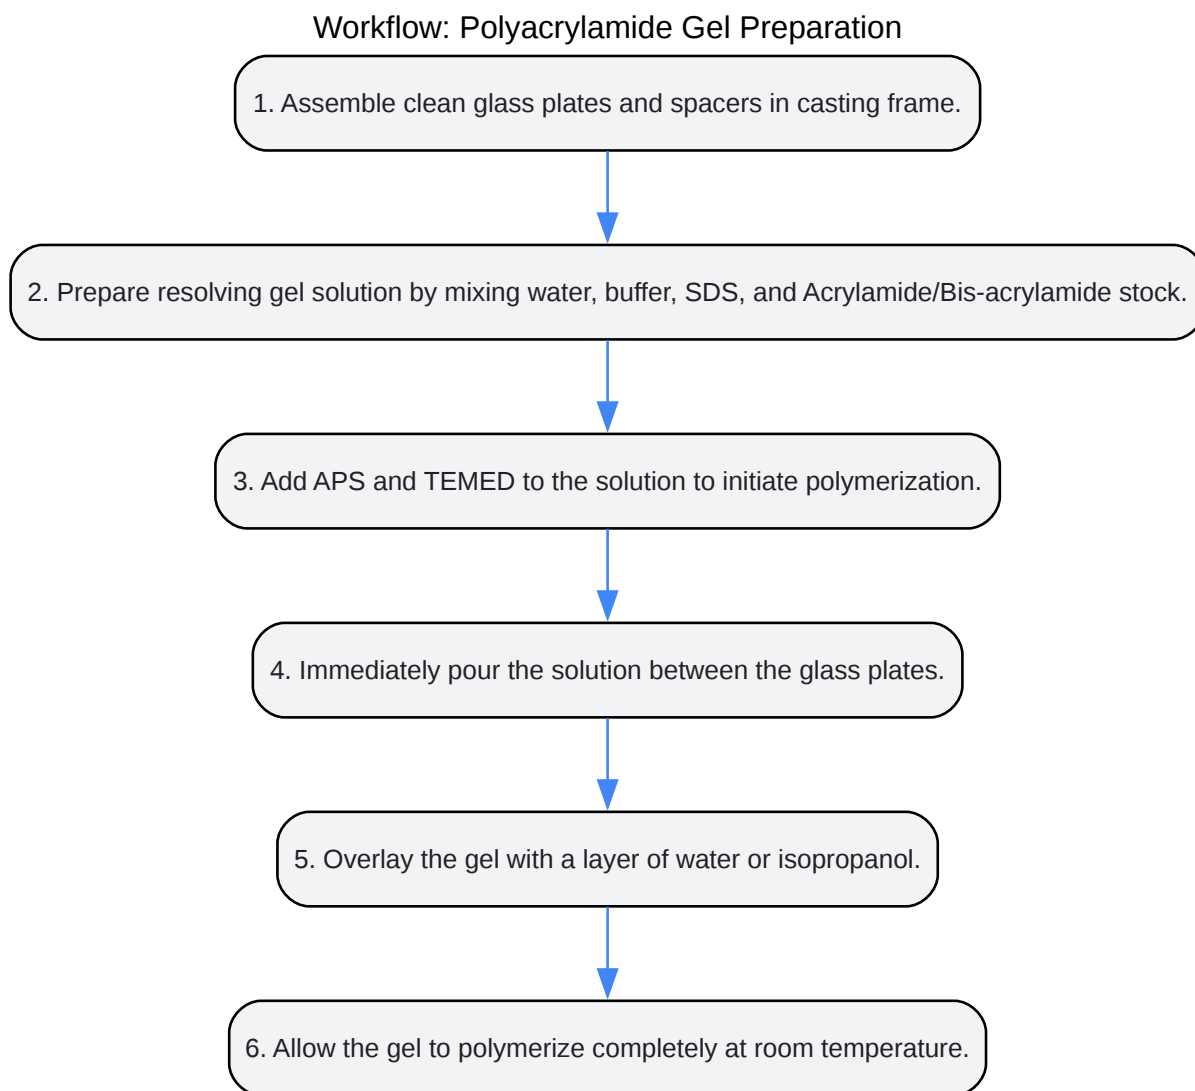 Workflow: Polyacrylamide Gel Preparation
1. Assemble clean glass plates and spacers in casting frame.
2. Prepare resolving gel solution by mixing water, buffer, SDS, and Acrylamide/Bis-acrylamide stock.
3. Add APS and TEMED to the solution to initiate polymerization.
4. Immediately pour the solution between the glass plates.
5. Overlay the gel with a layer of water or isopropanol.
6. Allow the gel to polymerize completely at room temperature.